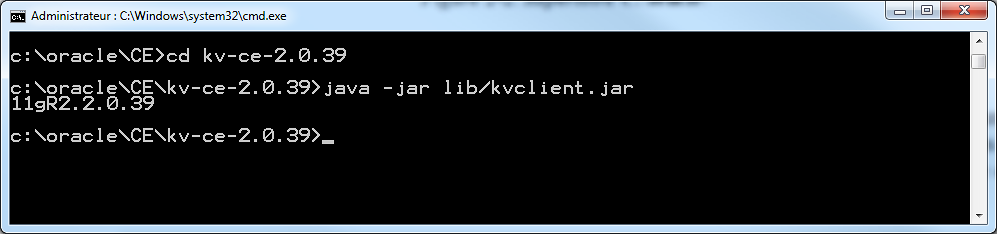 Administrateur : C:\Windows\system32\cmd.exe
c:\oracle\CE>cd kv-ce-2.0.39
c:\oracle\CE\kv-ce-2.0.39>java -jar lib/kvclient.jar
11gR2.2.0.39
c:\oracle\CE\kv-ce-2.0.39>_